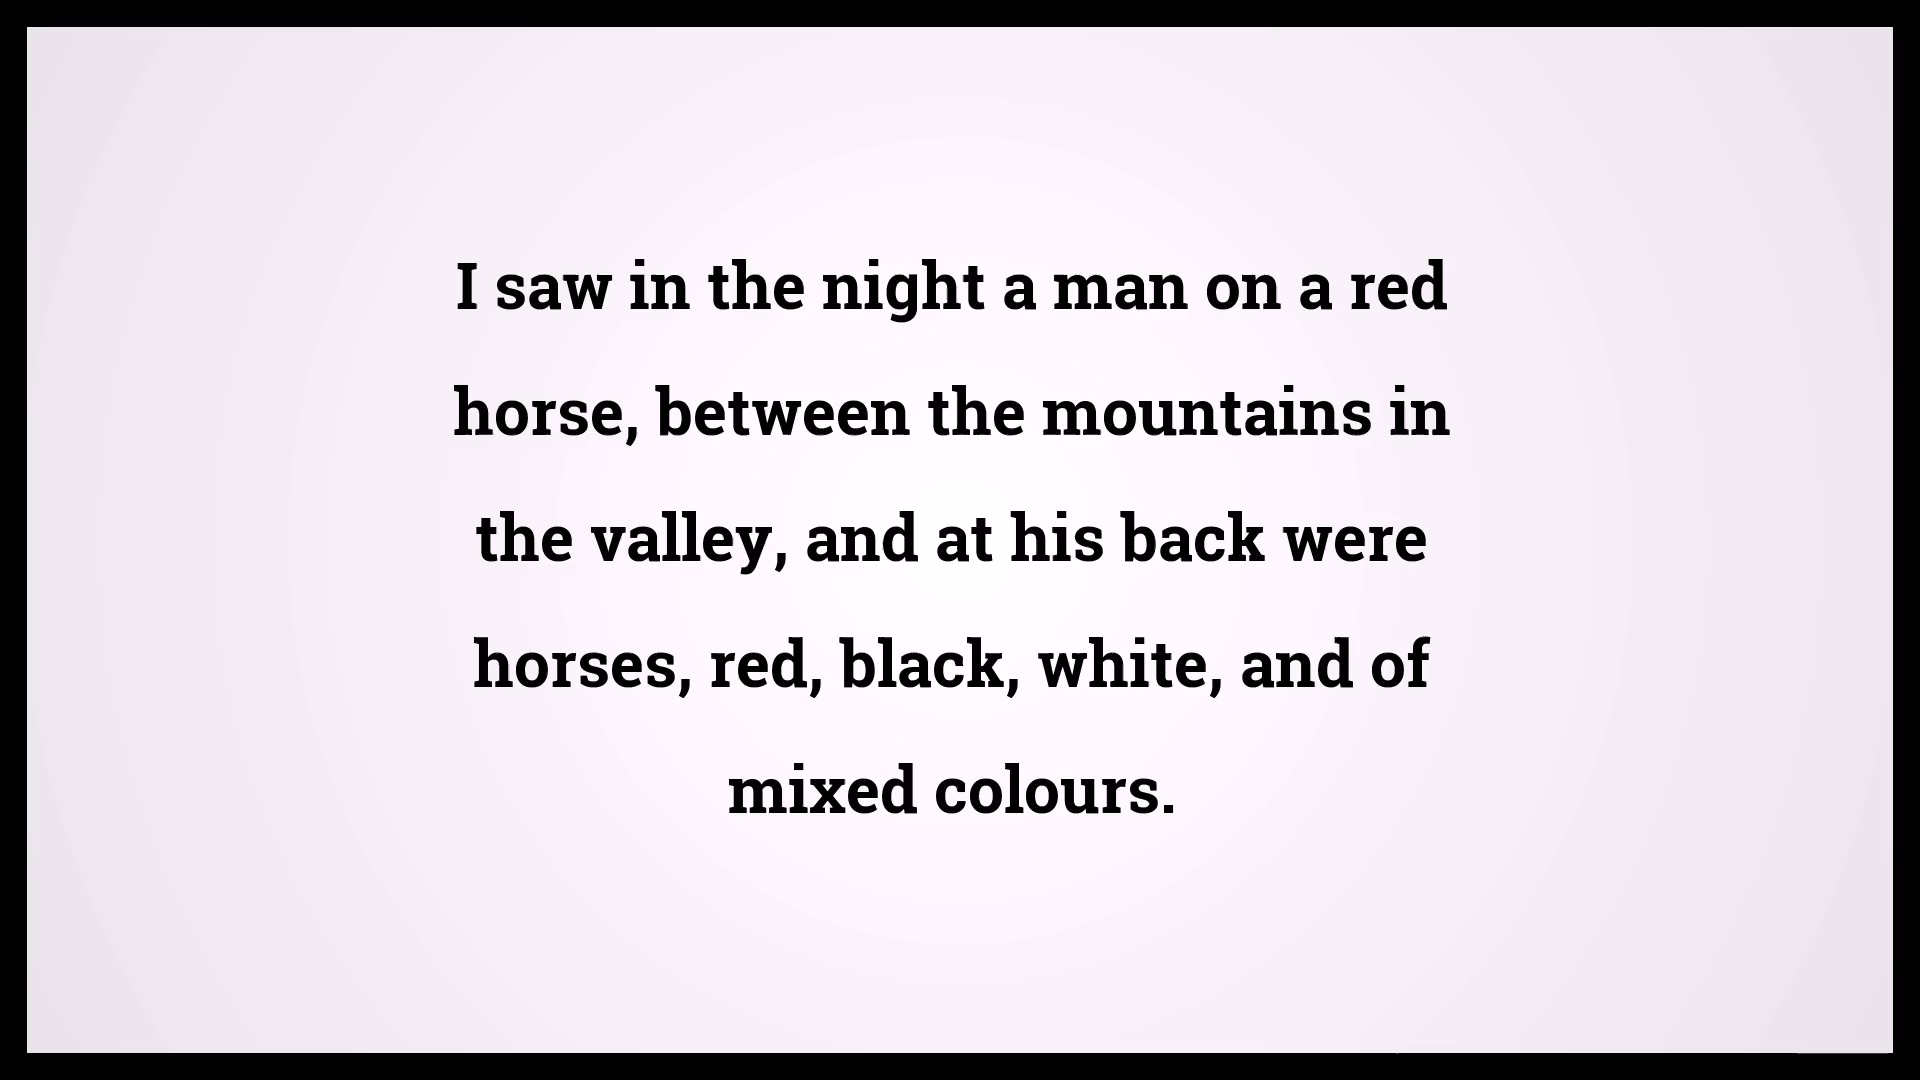 I saw in the night a man on a red
horse, between the mountains in
the valley, and at his back were
horses, red, black, white, and of
mixed colours.